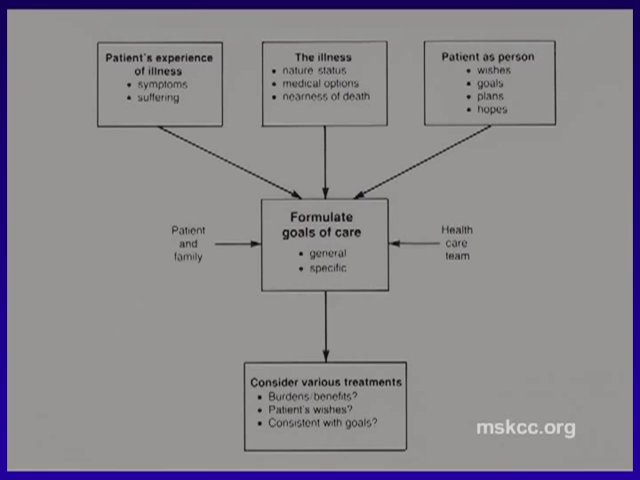 Patient's experience
of illness
• symptoms
• suffering
The illness
• nature status
• medical options
• nearness of death
Patient as person
• wishes
• goals
• plans
• hopes
Patient
and
family
Formulate
goals of care
• general
• specific
Health
care
team
Consider various treatments
• Burdens/benefits?
• Patient's wishes?
• Consistent with goals?
mskcc.org